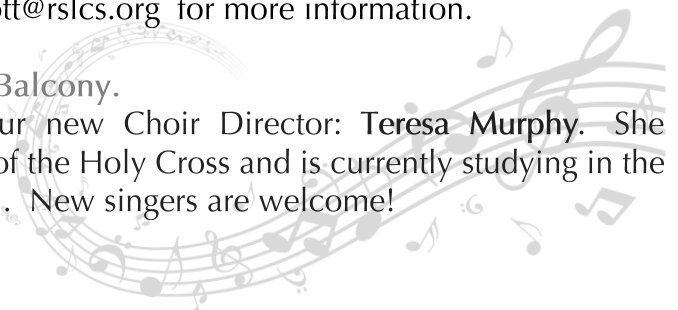 ott@rslcs.org for more information.
Balcony.
ur new Choir Director: Teresa Murphy. She
of the Holy Cross and is currently studying in the
. New singers are welcome!